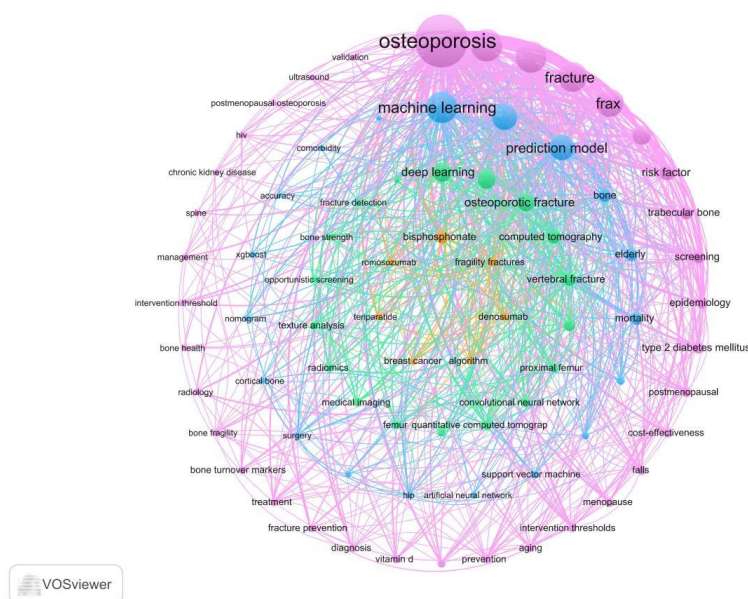 osteoporosis
validation
ultrasound
fracture
postmenopausal osteoporosis
machine learning
frax
hiv
comorbidity
prediction model
chronic kidney disease
deep learning
risk factor
accuracy
fracture detection
osteoporotic fracture
bone
spine
trabecular bone
bone strength
bisphosphonate
computed tomography
xgboost
elderly
management
romosozumab
fragility fractures
screening
opportunistic screening
vertebral fracture
intervention threshold
epidemiology
nomogram
teriparatide
denosumab
mortality
texture analysis
bone health
type 2 diabetes mellitus
breast cancer
algorithm
radiomics
proximal femur
cortical bone
radiology
postmenopausal
medical imaging
convolutional neural network
femur
quantitative computed tomograp
bone fragility
surgery
cost-effectiveness
bone turnover markers
support vector machine
falls
hip
artificial neural network
treatment
menopause
fracture prevention
intervention thresholds
diagnosis
aging
vitamin d
prevention
VOSviewer